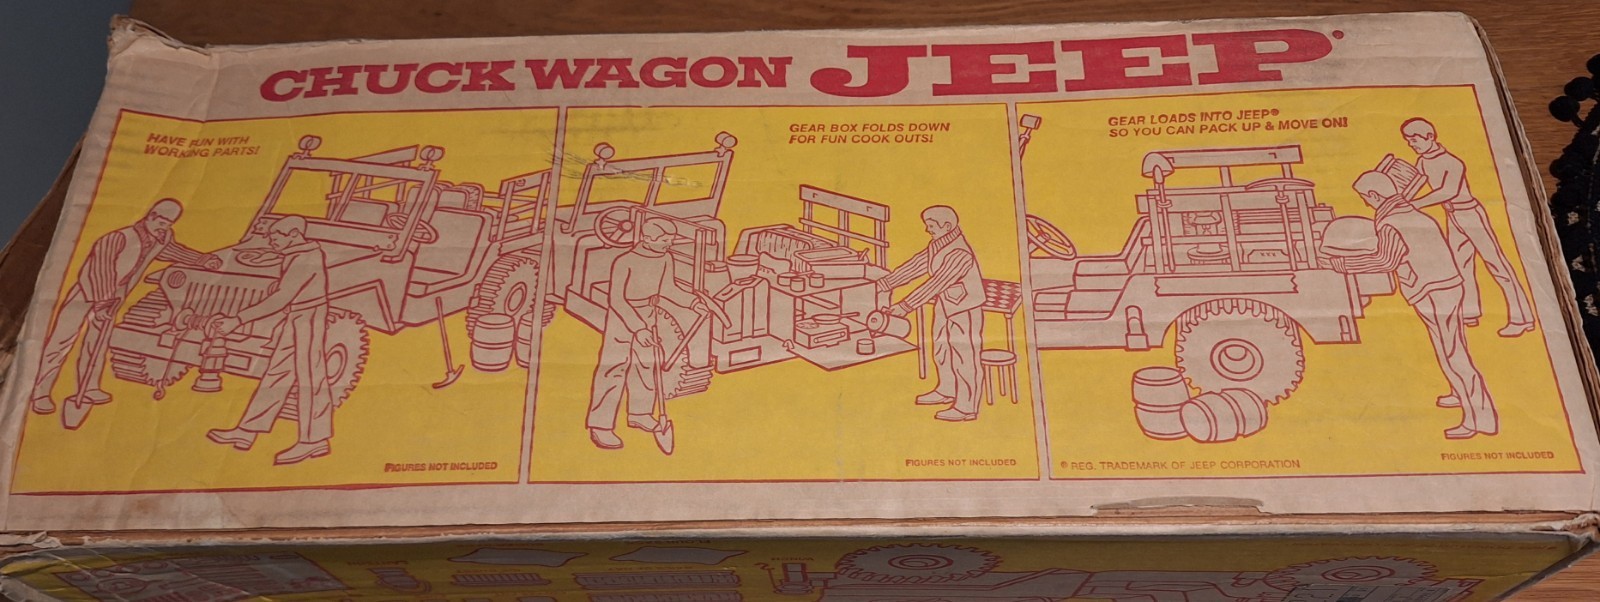 CHUCK WAGON JEEP®
HAVE FUN WITH
WORKING PARTS!
FIGURES NOT INCLUDED
GEAR BOX FOLDS DOWN
FOR FUN COOK OUTS!
FIGURES NOT INCLUDED
GEAR LOADS INTO JEEP®
SO YOU CAN PACK UP & MOVE ON!
® REG. TRADEMARK OF JEEP CORPORATION
FIGURES NOT INCLUDED